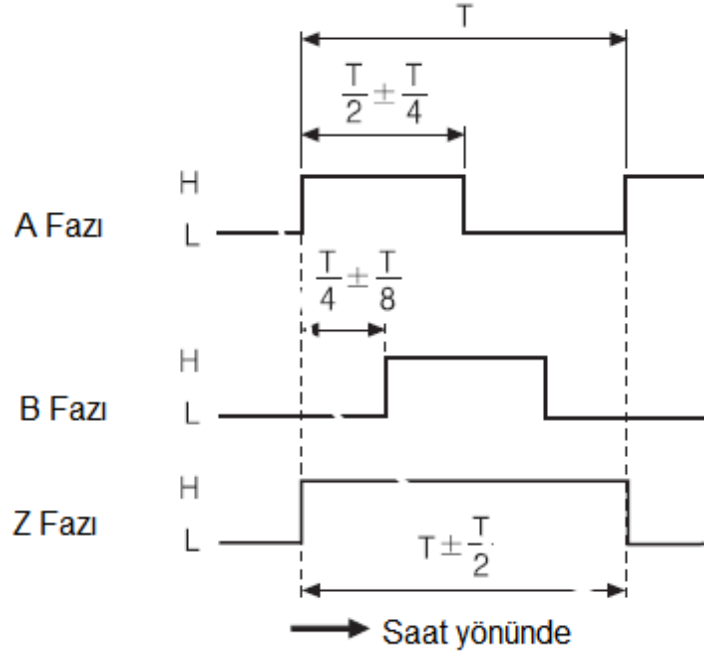 T
T/2 ± T/4
H
A Fazı
L
T/4 ± T/8
H
B Fazı
L
H
Z Fazı
L
T ± T/2
Saat yönünde